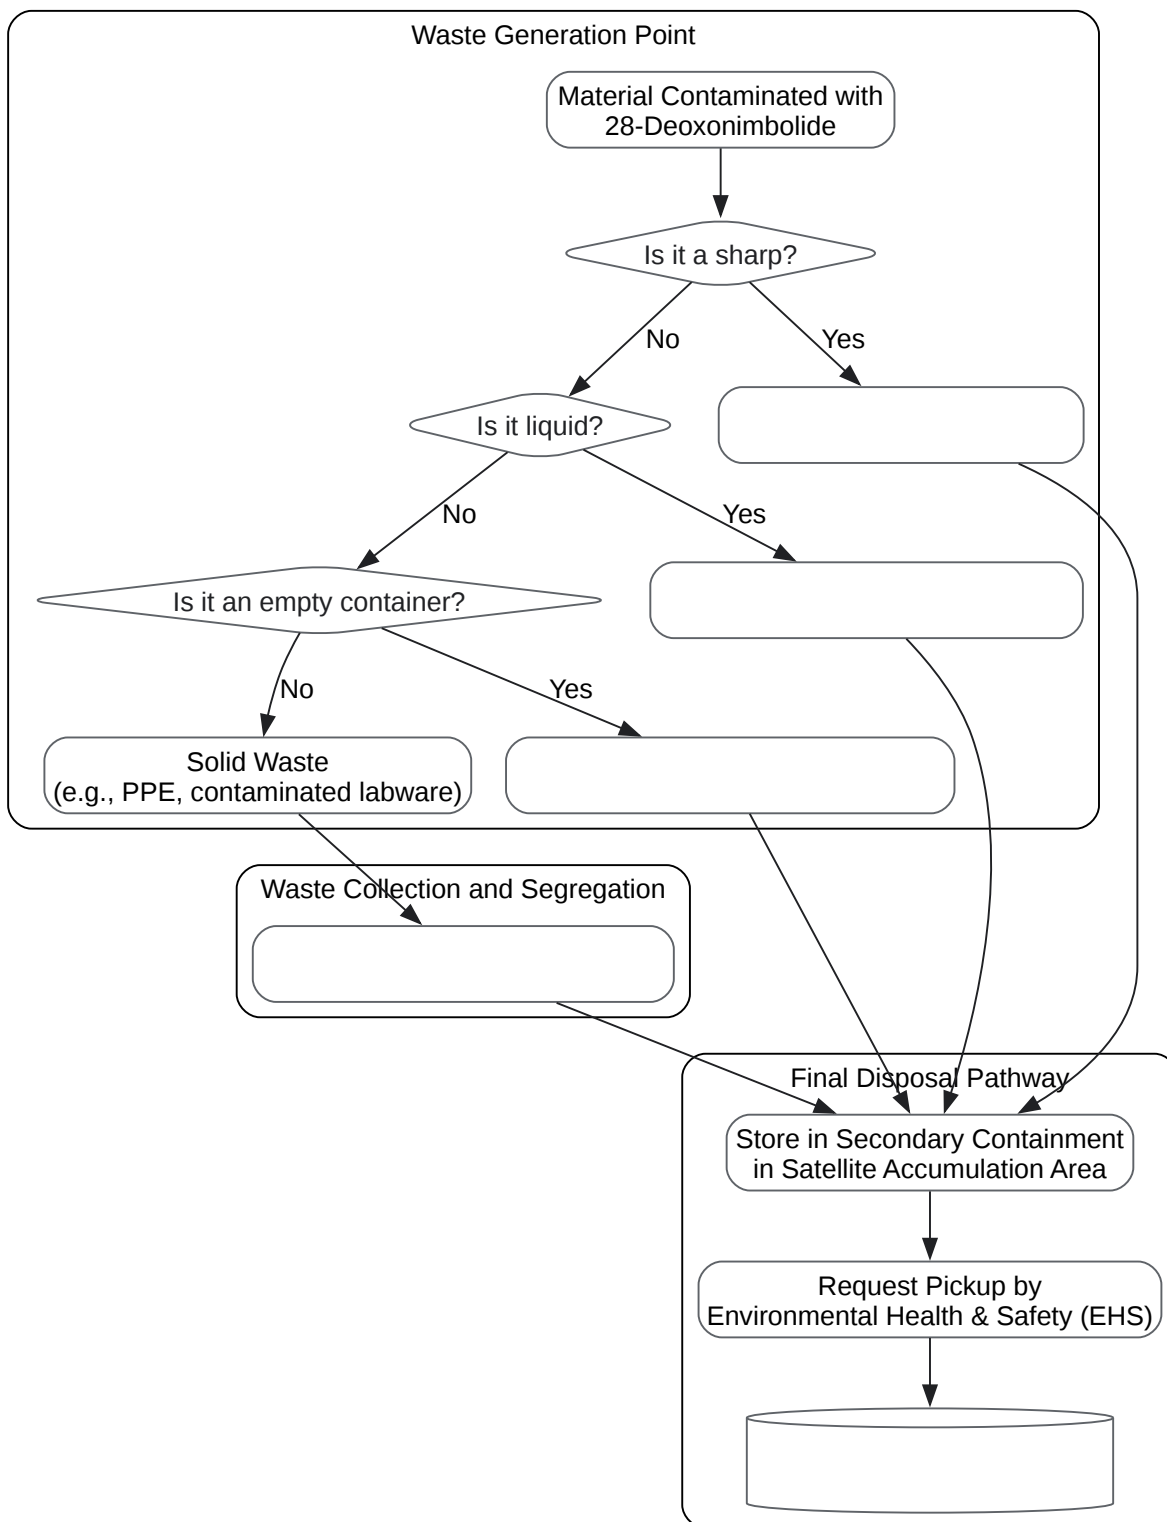 Waste Generation Point
Material Contaminated with
28-Deoxonimbolide
Is it a sharp?
No
Yes
Is it liquid?
No
Yes
Is it an empty container?
No
Yes
Solid Waste
(e.g., PPE, contaminated labware)
Waste Collection and Segregation
Final Disposal Pathway
Store in Secondary Containment
in Satellite Accumulation Area
Request Pickup by
Environmental Health & Safety (EHS)